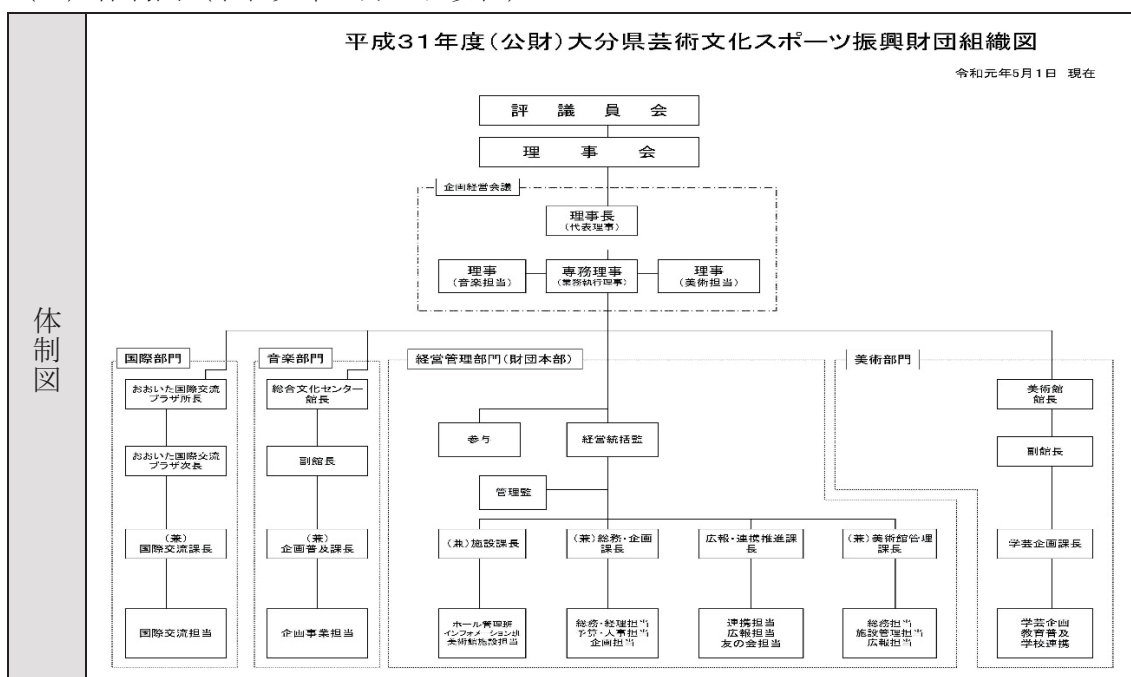 体制図
平成31年度(公財)大分県芸術文化スポーツ振興財団組織図
令和元年5月1日 現在
評議員会
理事会
企画経営会議
理事長
(代表理事)
理事
(音楽担当)
専務理事
(業務執行理事)
理事
(美術担当)
国際部門
おおいた国際交流
プラザ所長
おおいた国際交流
プラザ次長
(兼)
国際交流課長
国際交流担当
音楽部門
総合文化センター
館長
副館長
(兼)
企画普及課長
企画事業担当
経営管理部門(財団本部)
参与
経営統括監
管理監
(兼)施設課長
ホール管理班
インフォメーション班
美術館施設担当
(兼)総務・企画
課長
総務・経理担当
予算・人事担当
企画担当
広報・連携推進課
長
連携担当
広報担当
友の会担当
(兼)美術館管理
課長
総務担当
施設管理担当
広報担当
美術部門
美術館
館長
副館長
学芸企画課長
学芸企画
教育普及
学校連携